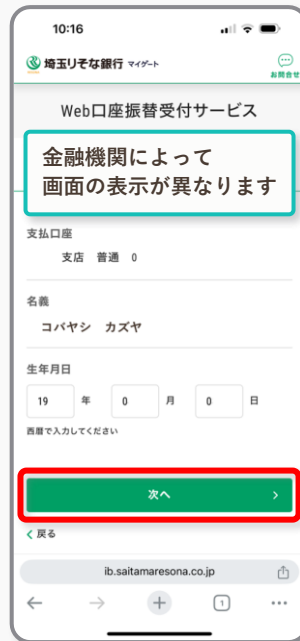 10:16
埼玉りそな銀行 マイゲート
お問合せ
Web口座振替受付サービス
金融機関によって
画面の表示が異なります
支払口座
支店 普通 0
名義
コバヤシ カズヤ
生年月日
19 年 0 月 0 日
西暦で入力してください
次へ
戻る
ib.saitamaresona.co.jp
1